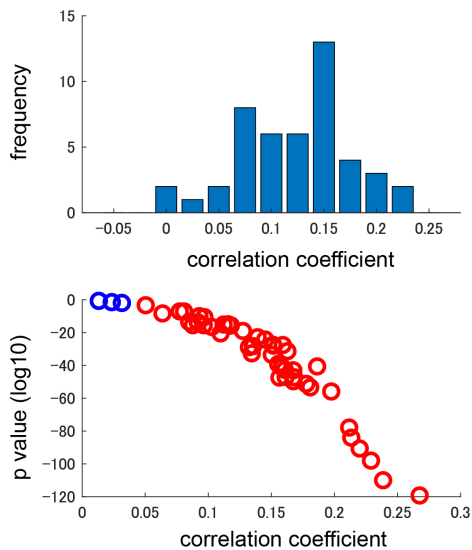 frequency
15
10
5
0
-0.05 0 0.05 0.1 0.15 0.2 0.25
correlation coefficient
p value (log10)
0
-20
-40
-60
-80
-100
-120
0 0.05 0.1 0.15 0.2 0.25 0.3
correlation coefficient